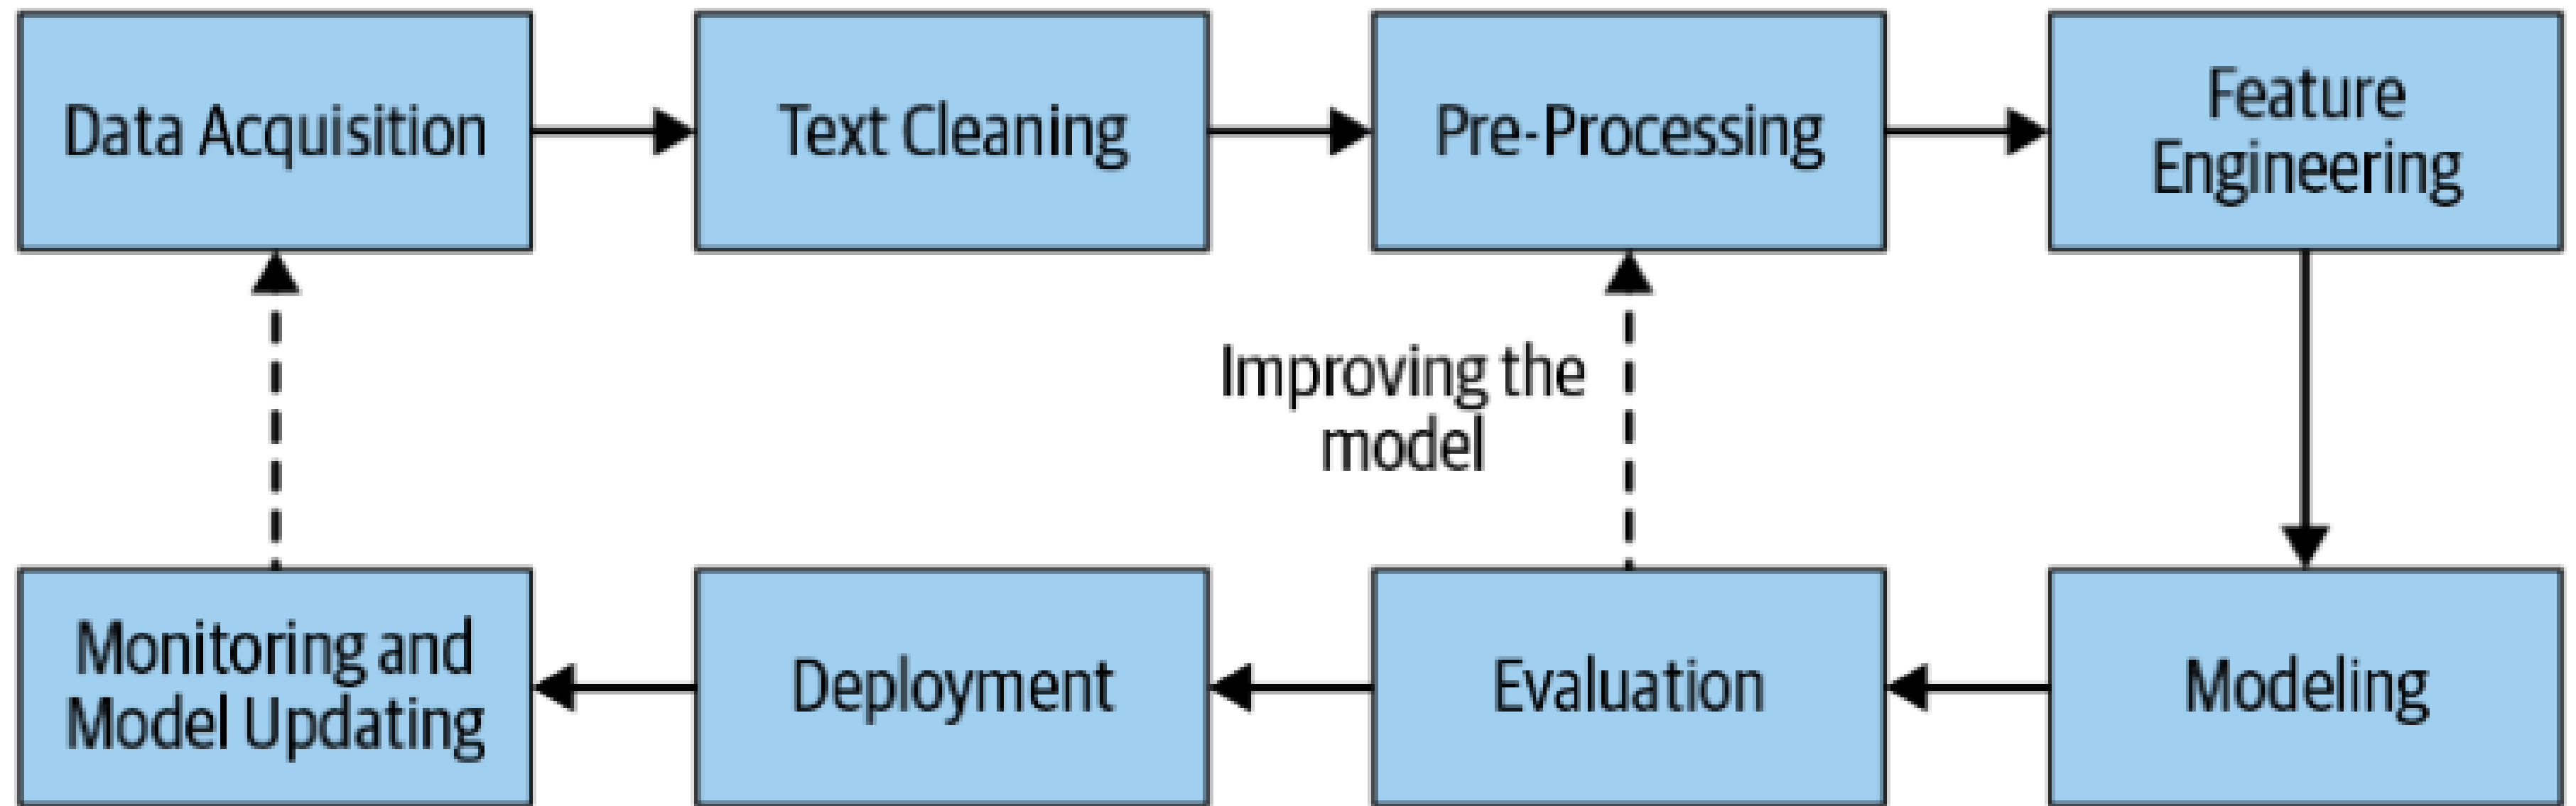 Data Acquisition
Text Cleaning
Pre-Processing
Feature
Engineering
Improving the
model
Monitoring and
Model Updating
Deployment
Evaluation
Modeling